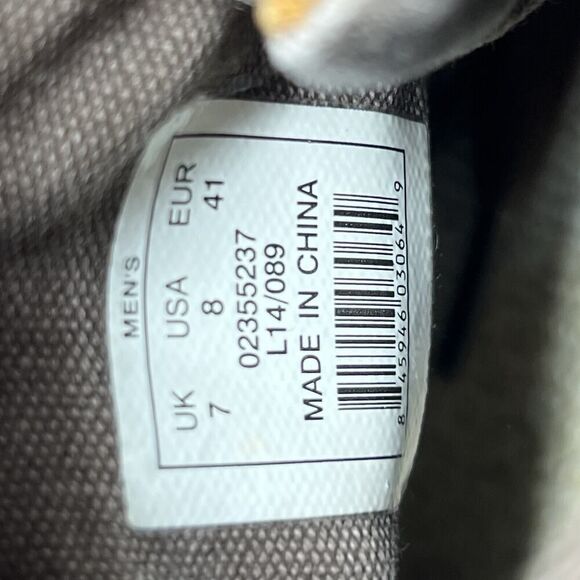 MEN'S
UK USA EUR
7 8 41
02355237
L14/089
MADE IN CHINA
8 45946 03064 9